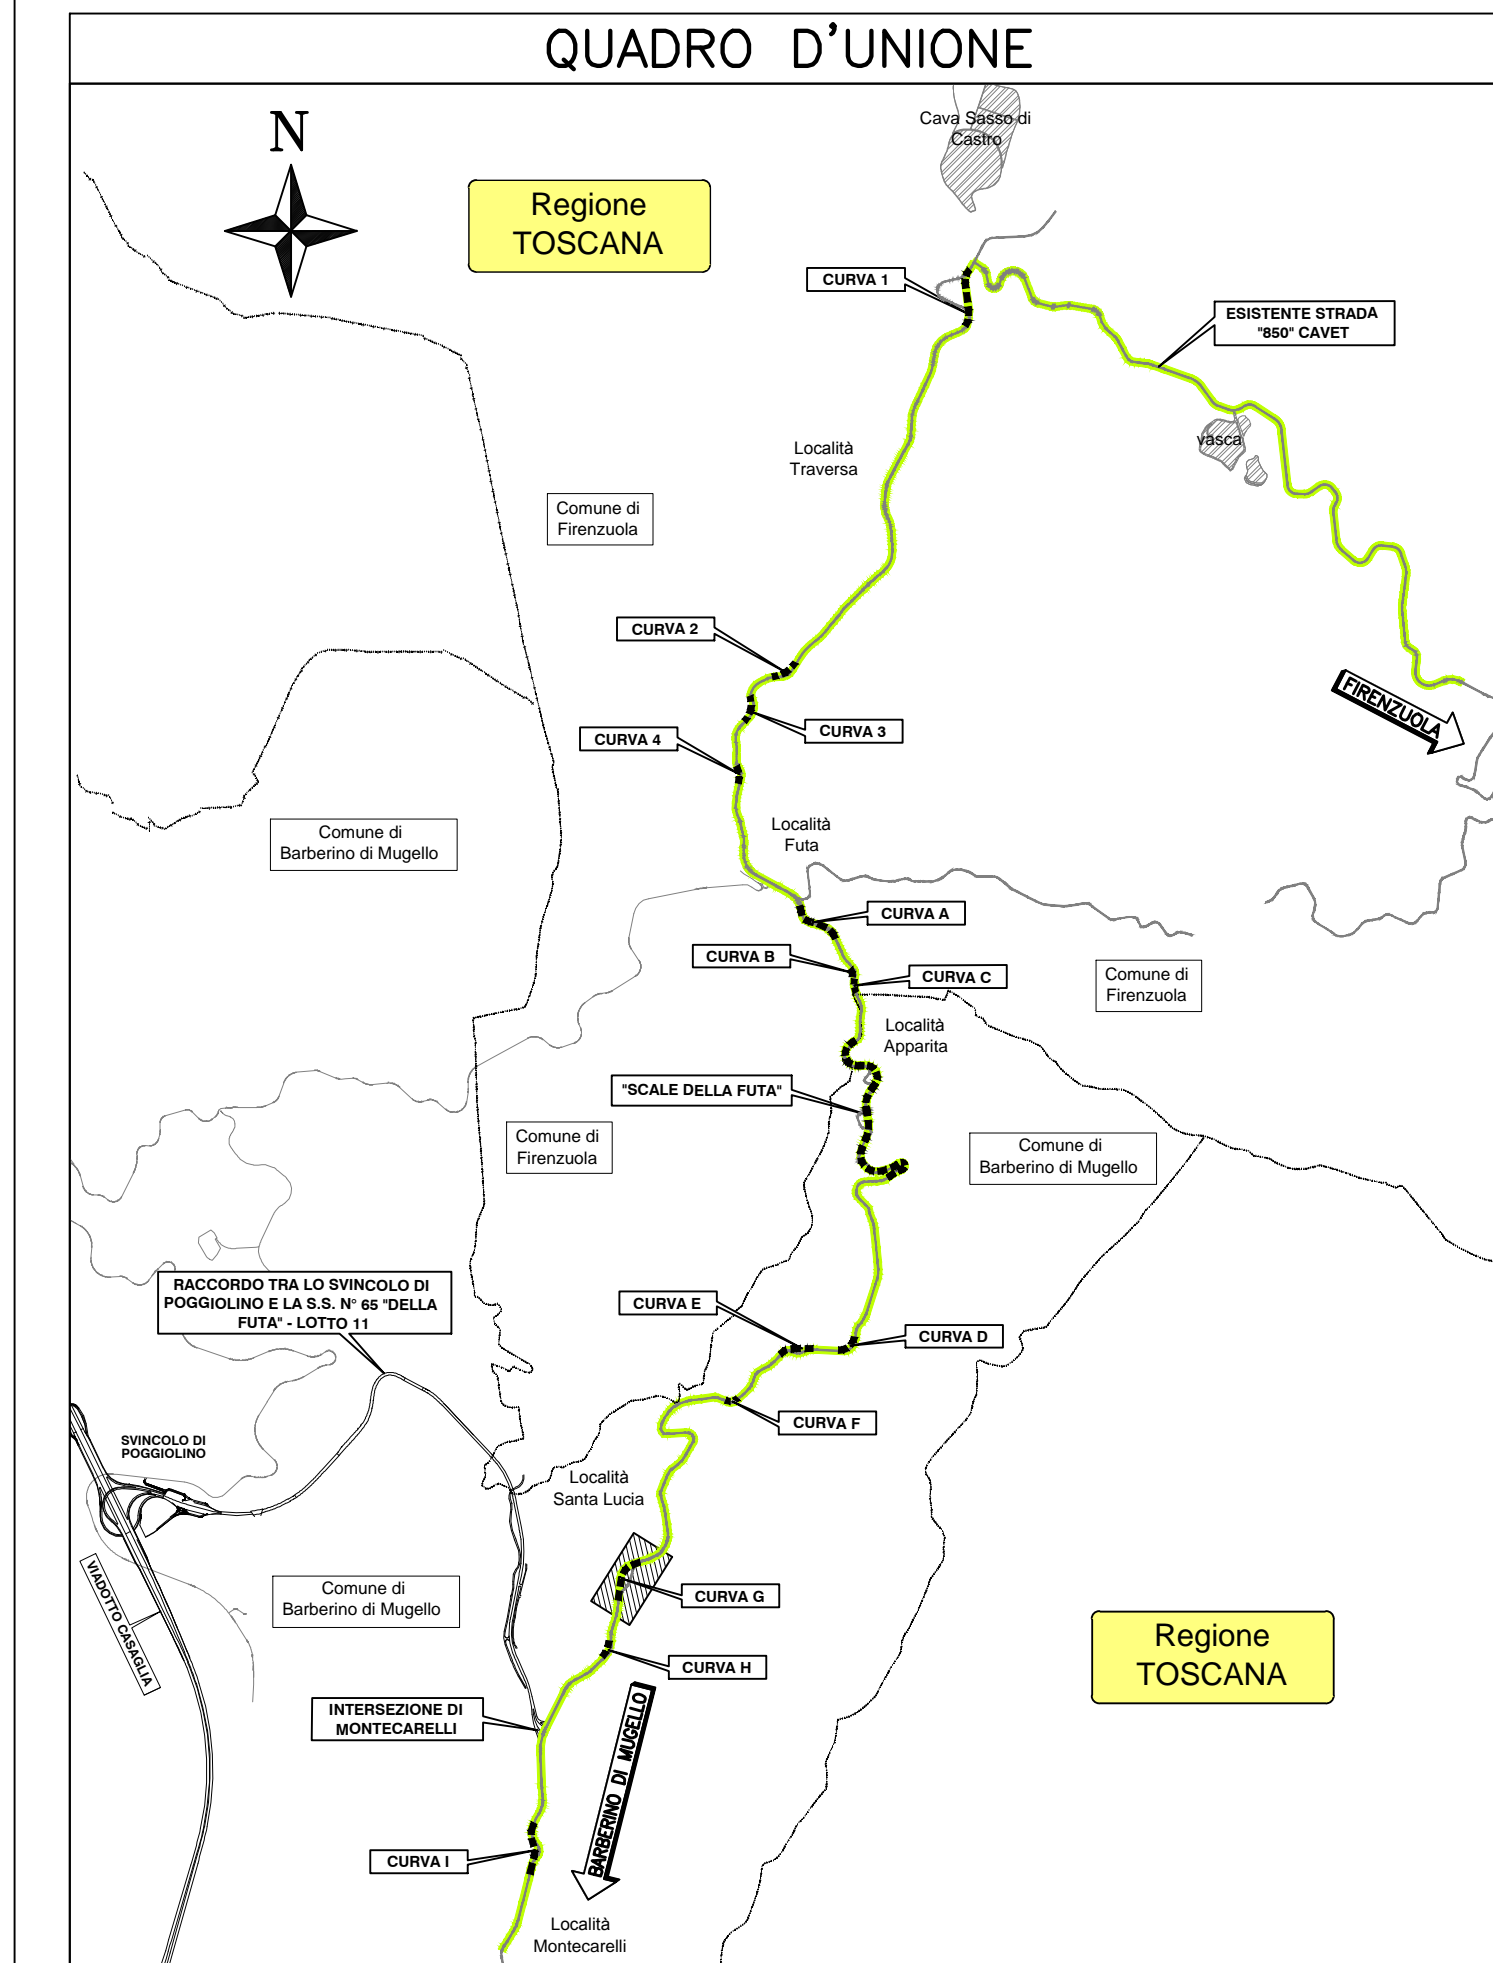 QUADRO D'UNIONE
Cava Sasso di
Castro
N
Regione
TOSCANA
CURVA 1
ESISTENTE STRADA
"850" CAVET
Località
Traversa
vasca
Comune di
Firenzuola
CURVA 2
FIRENZUOLA
CURVA 3
CURVA 4
Località
Futa
Comune di
Barberino di Mugello
CURVA A
CURVA B
CURVA C
Comune di
Firenzuola
Località
Apparita
"SCALE DELLA FUTA"
Comune di
Firenzuola
Comune di
Barberino di Mugello
RACCORDO TRA LO SVINCOLO DI
POGGIOLINO E LA S.S. N° 65 "DELLA
FUTA" - LOTTO 11
CURVA E
CURVA D
CURVA F
SVINCOLO DI
POGGIOLINO
Località
Santa Lucia
VIADOTTO CASAGLIA
Comune di
Barberino di Mugello
CURVA G
Regione
TOSCANA
CURVA H
INTERSEZIONE DI
MONTECARELLI
BARBERINO DI MUGELLO
CURVA I
Località
Montecarelli